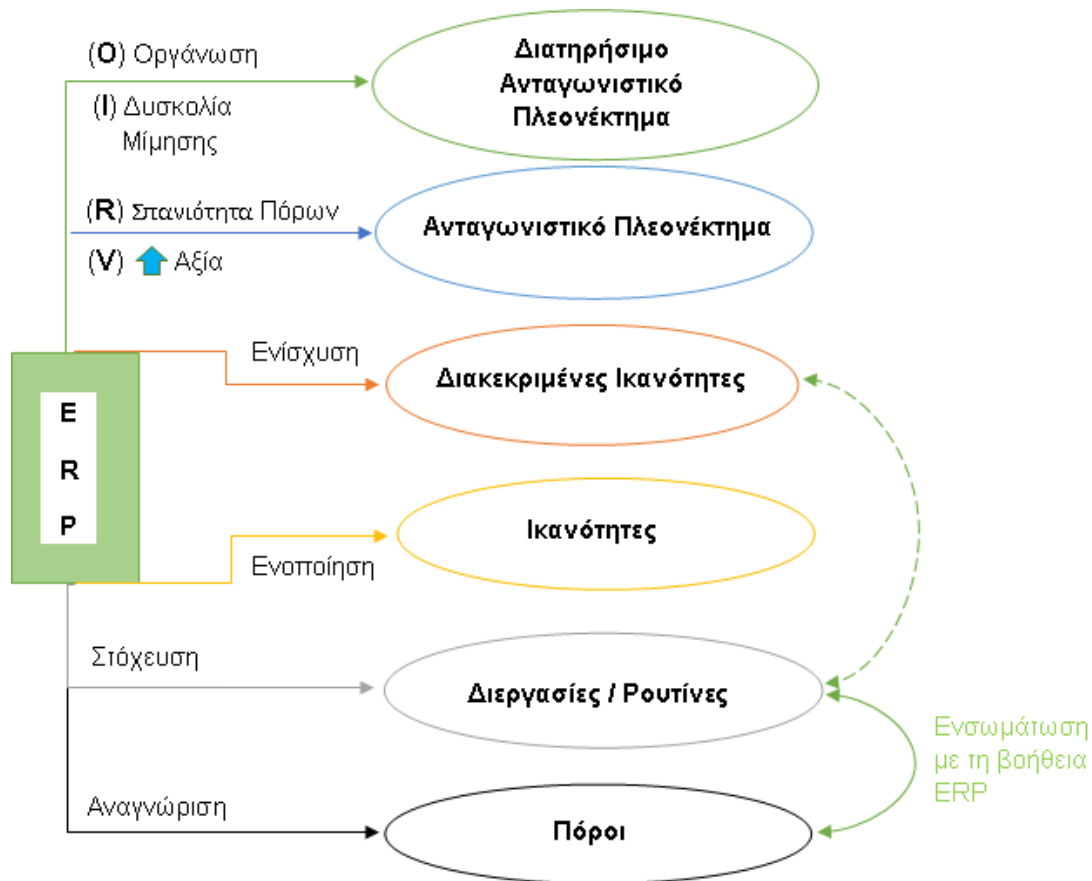 (O) Οργάνωση
Διατηρήσιμο
Ανταγωνιστικό
Πλεονέκτημα
(I) Δυσκολία
Μίμησης
(R) Σπανιότητα Πόρων
Ανταγωνιστικό Πλεονέκτημα
(V) Αξία
Ενίσχυση
Διακεκριμένες Ικανότητες
E
R
P
Ικανότητες
Ενοποίηση
Στόχευση
Διεργασίες / Ρουτίνες
Ενσωμάτωση
με τη βοήθεια
ERP
Αναγνώριση
Πόροι